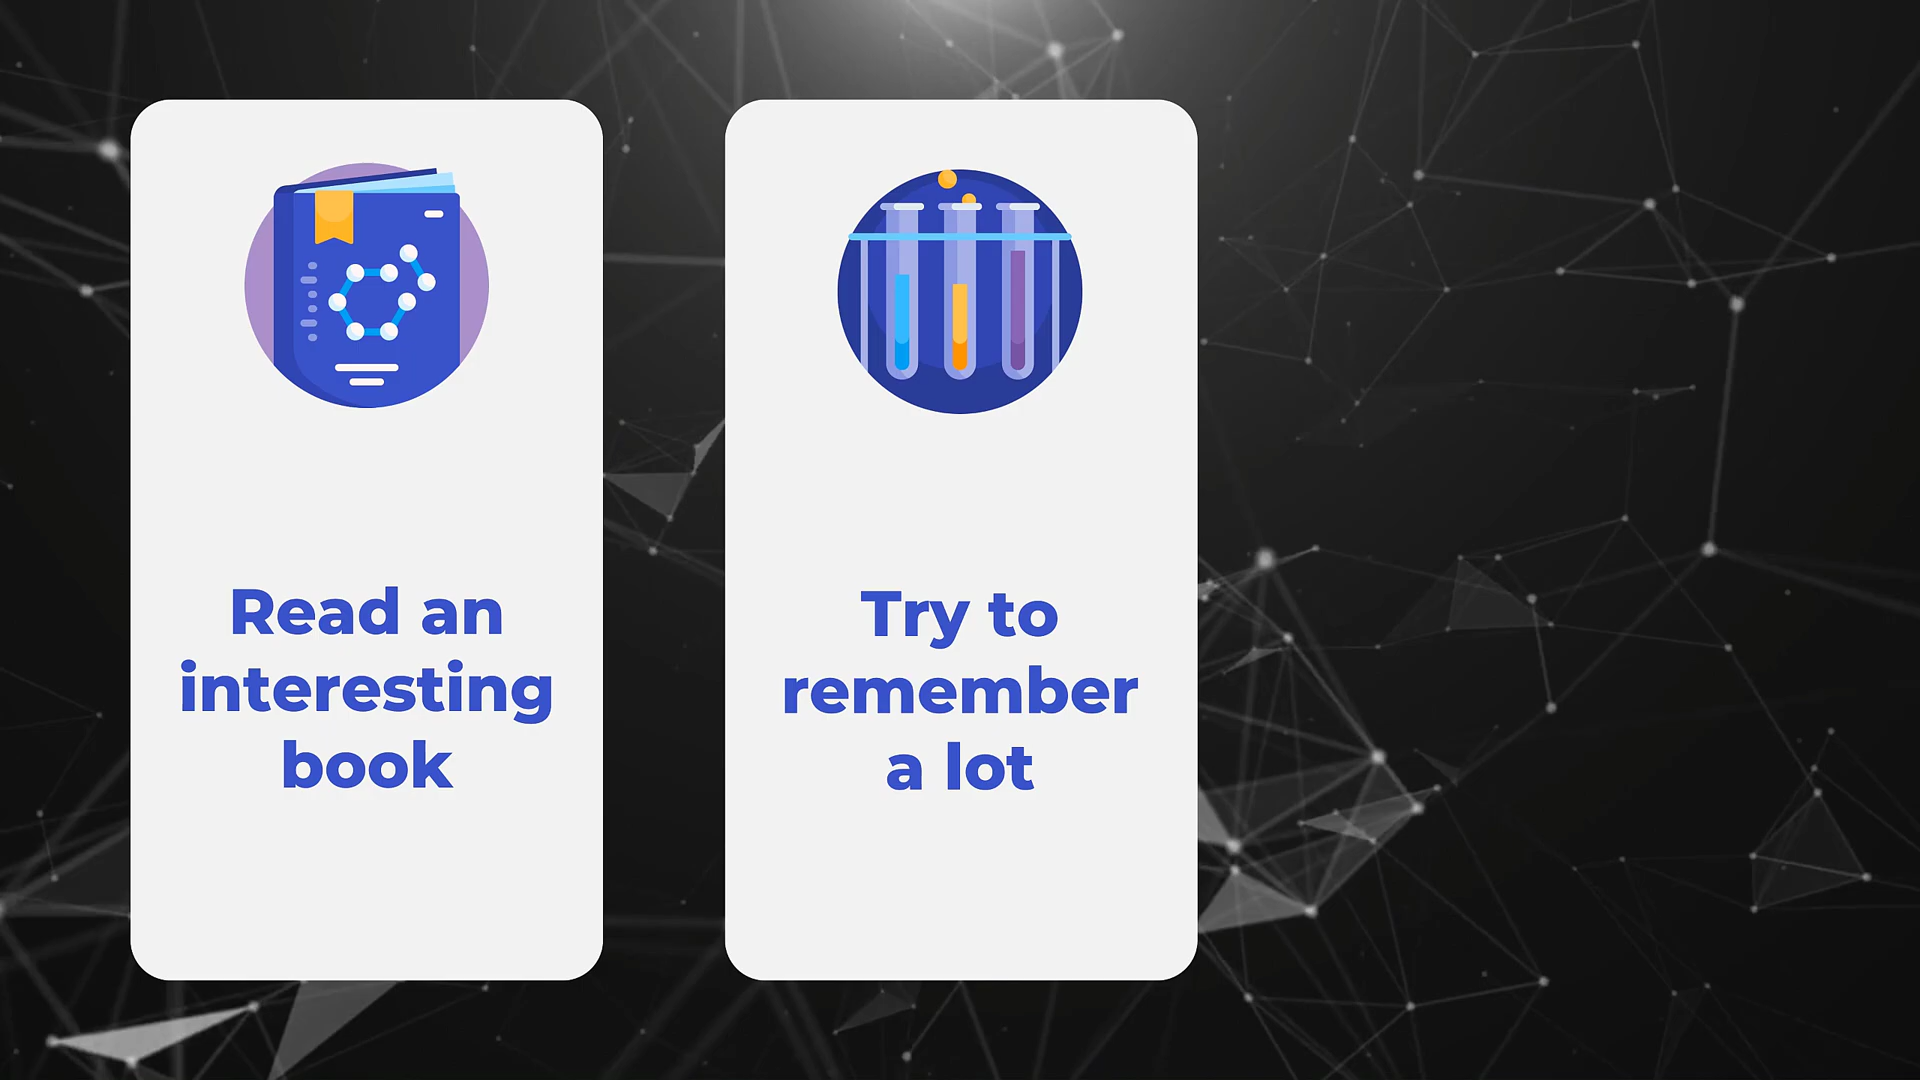 Read an
interesting
book
Try to
remember
a lot